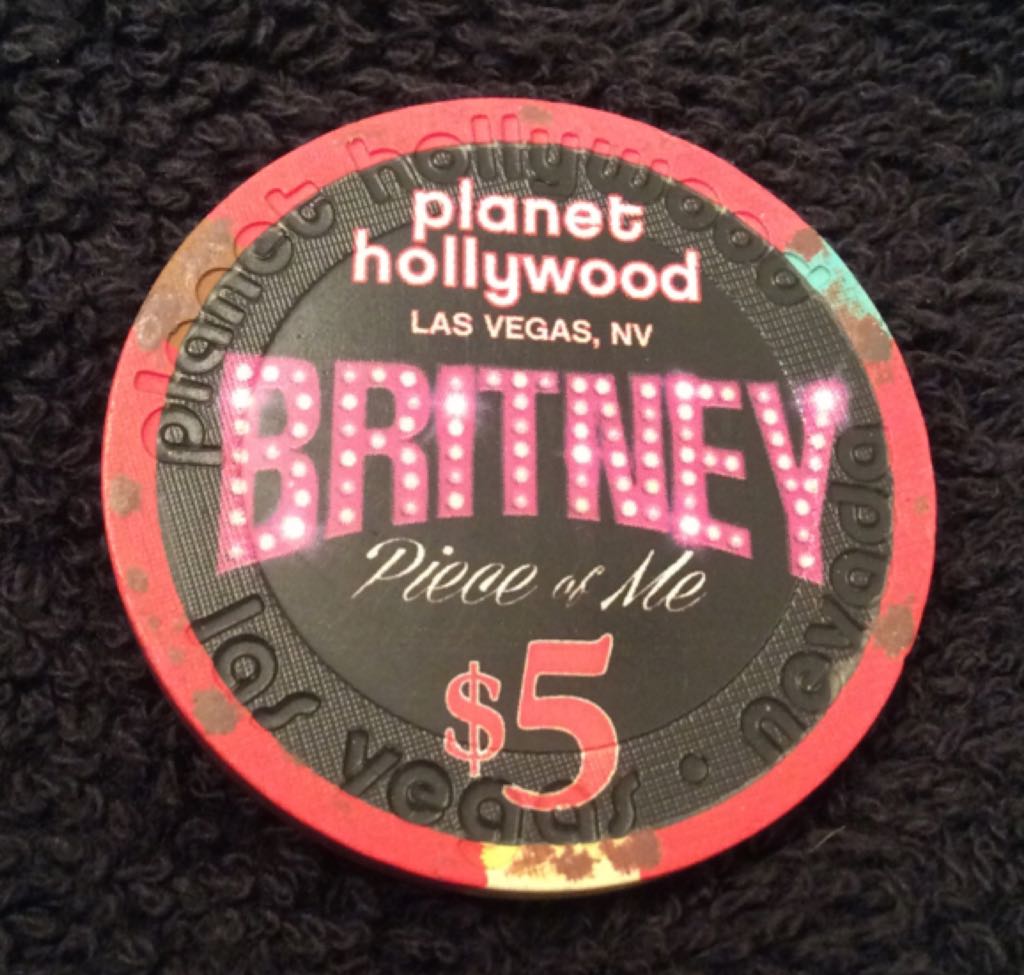 planet
hollywood
LAS VEGAS, NV
BRITNEY
Piece of Me
$5
planet hollywood
las vegas • nevada